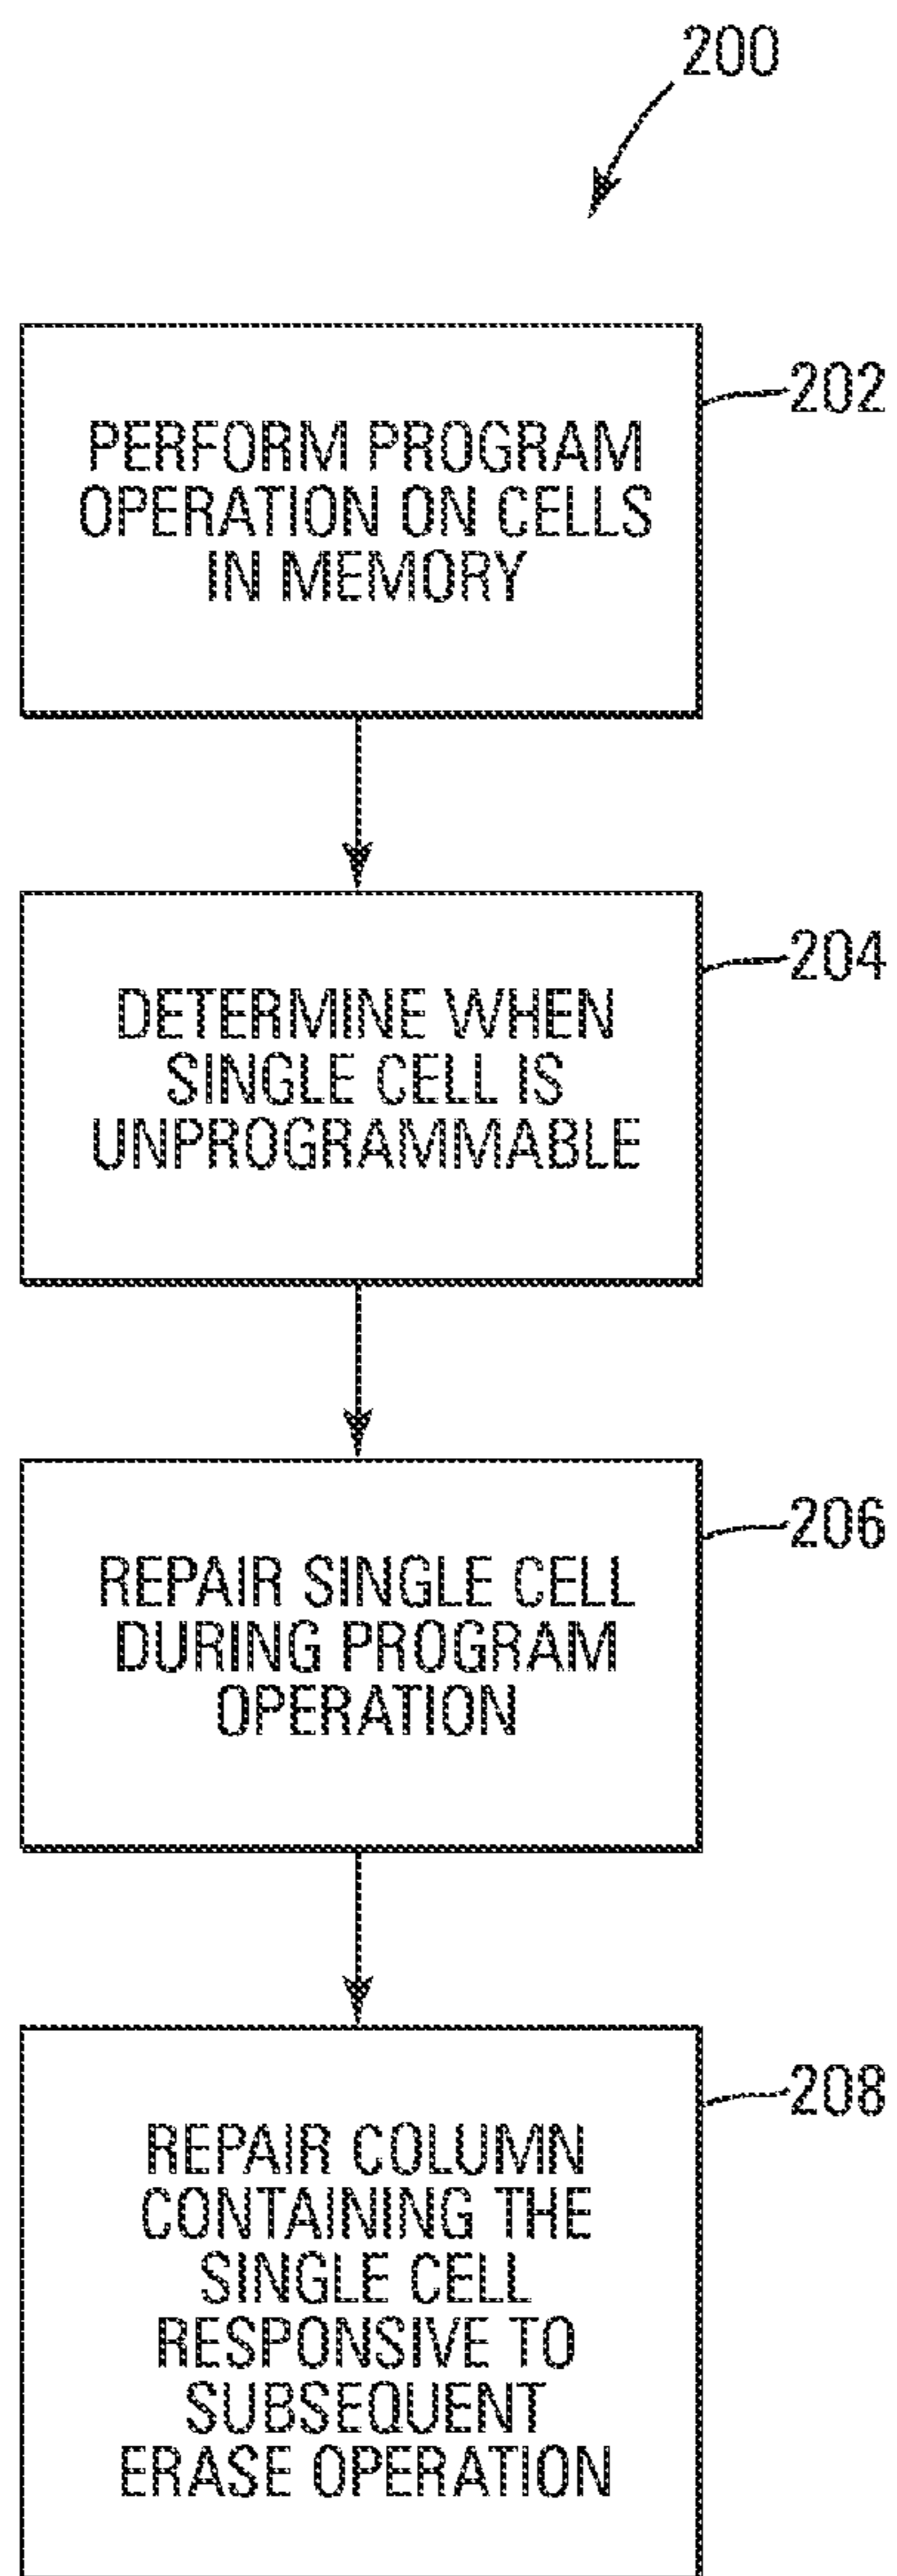 200
202
PERFORM PROGRAM
OPERATION ON CELLS
IN MEMORY
204
DETERMINE WHEN
SINGLE CELL IS
UNPROGRAMMABLE
206
REPAIR SINGLE CELL
DURING PROGRAM
OPERATION
208
REPAIR COLUMN
CONTAINING THE
SINGLE CELL
RESPONSIVE TO
SUBSEQUENT
ERASE OPERATION